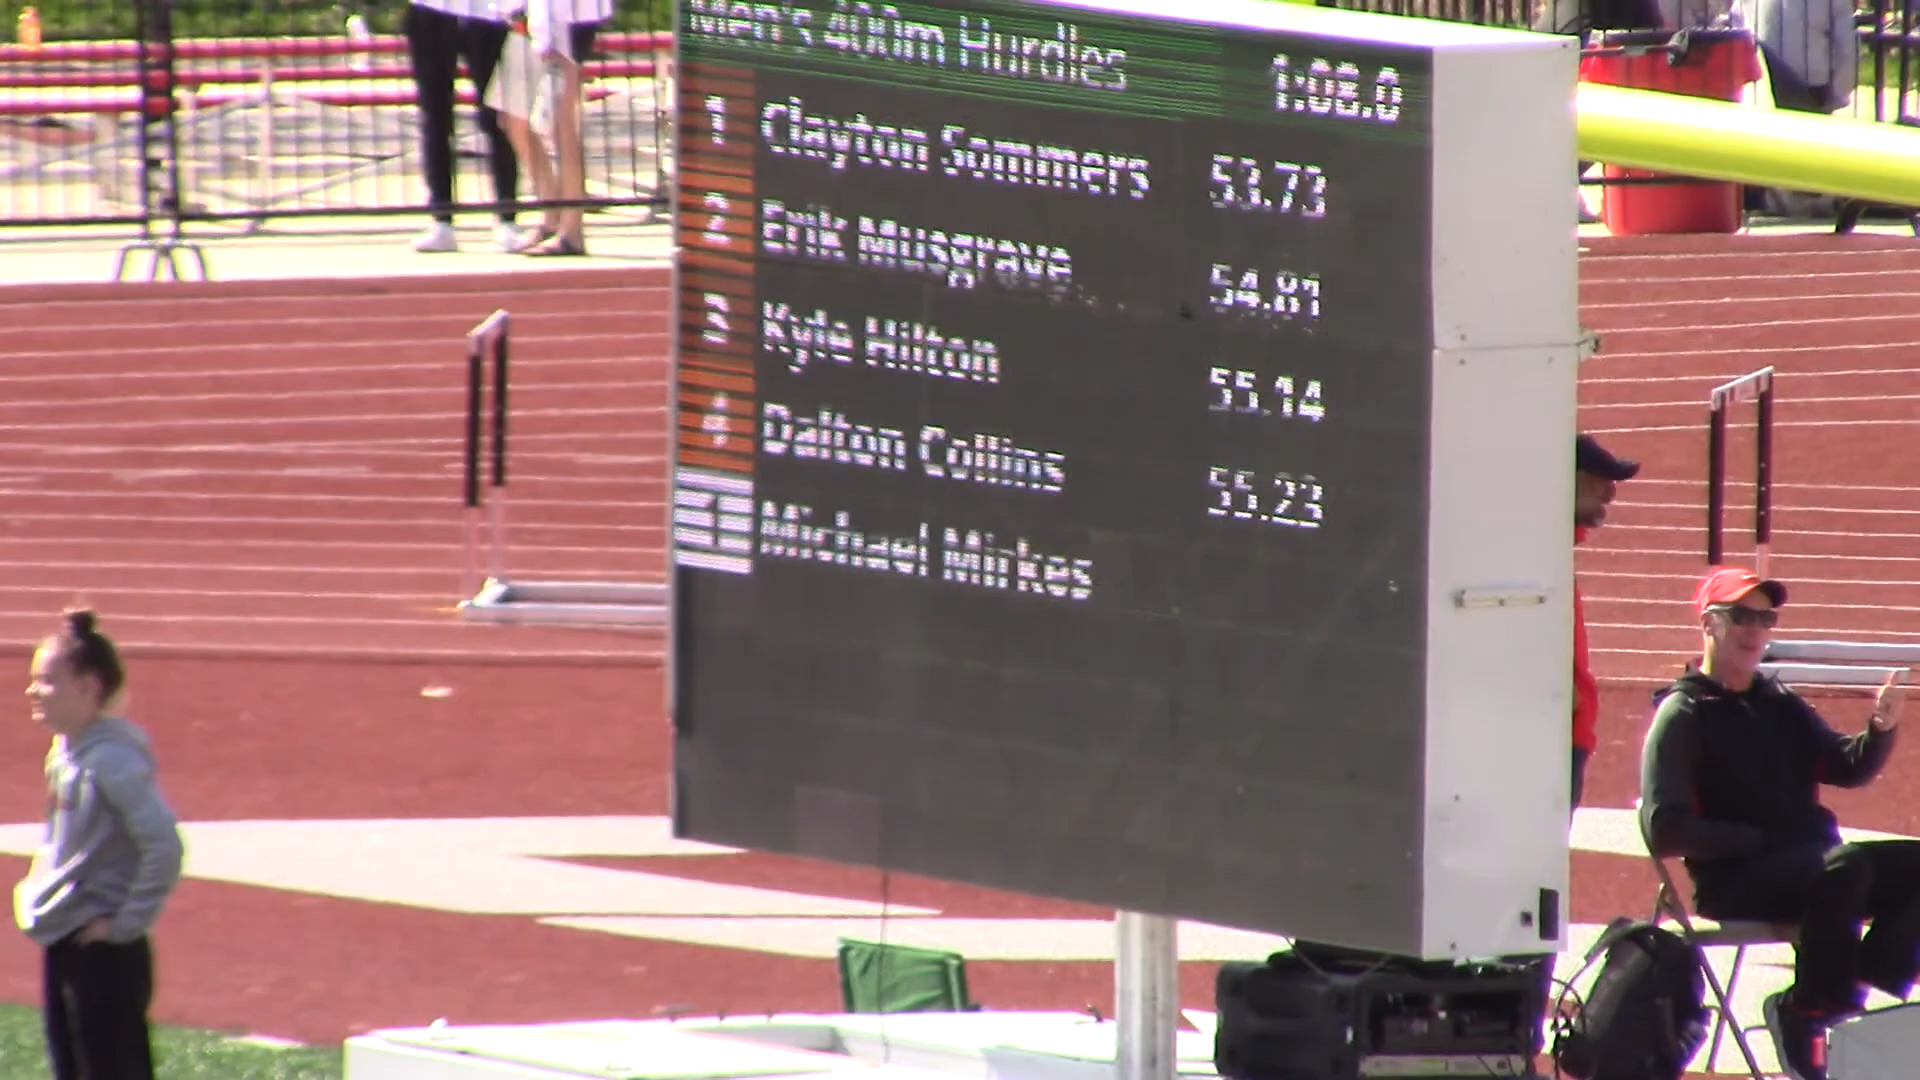 Men's 400m Hurdles 1:08.0
1 Clayton Sommers 53.73
2 Erik Musgrave 54.81
3 Kyle Hilton 55.14
4 Dalton Collins 55.23
Michael Mirkes